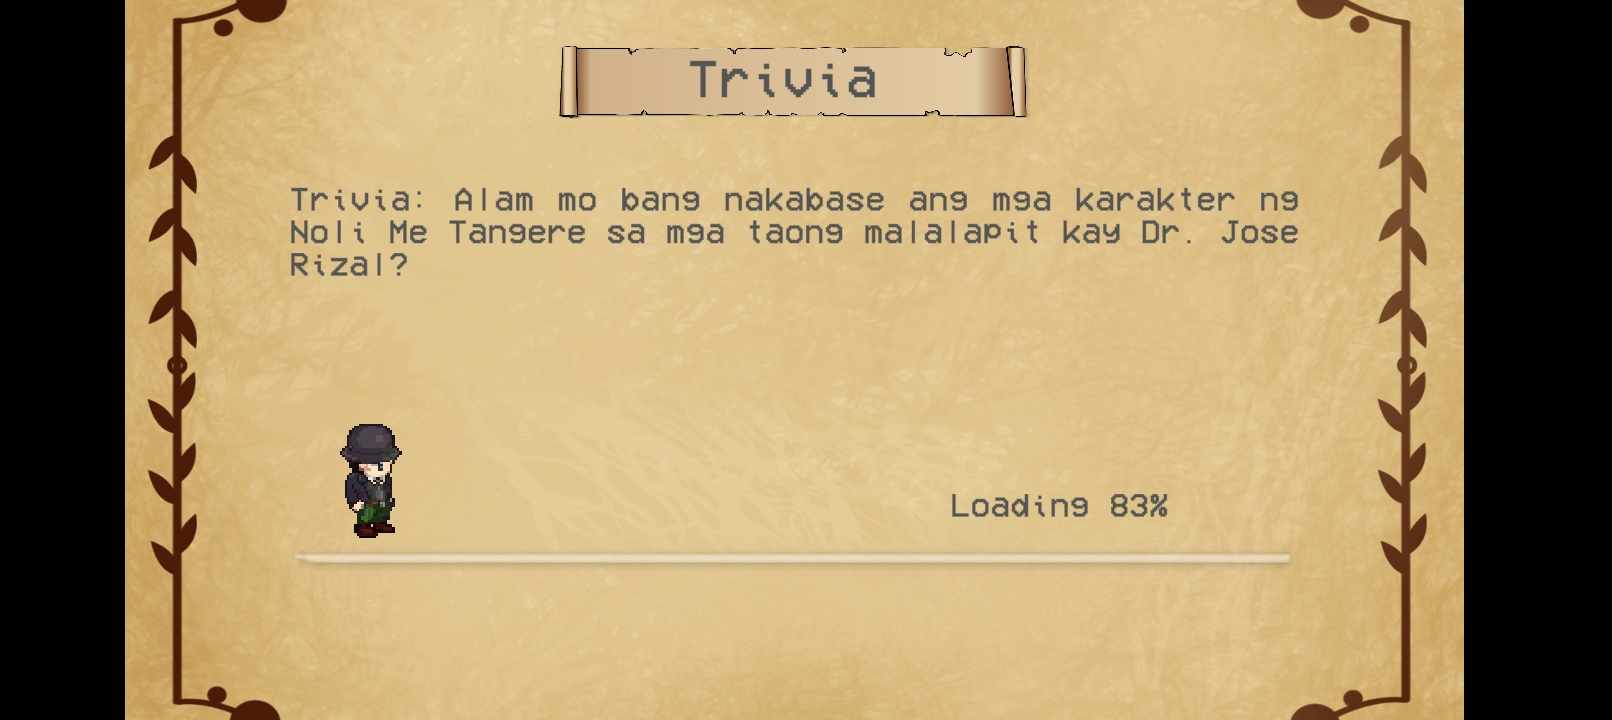 Trivia
Trivia: Alam mo bang nakabase ang mga karakter ng
Noli Me Tangere sa mga taong malalapit kay Dr. Jose
Rizal?
Loading 83%